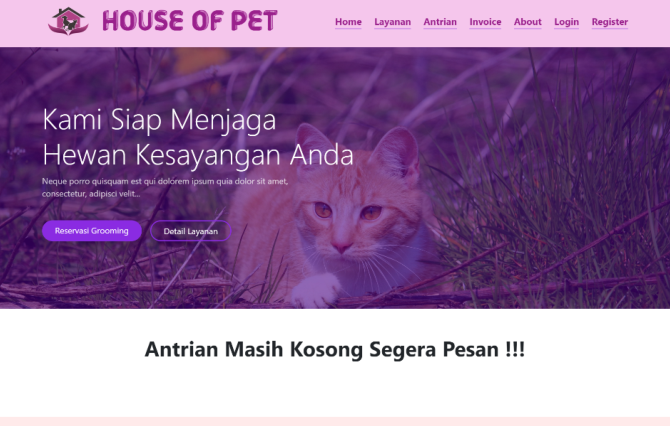 HOUSE OF PET
Home Layanan Antrian Invoice About Login Register
Kami Siap Menjaga
Hewan Kesayangan Anda
Neque porro quisquam est qui dolorem ipsum quia dolor sit amet,
consectetur, adipisci velit...
Reservasi Grooming Detail Layanan
Antrian Masih Kosong Segera Pesan !!!